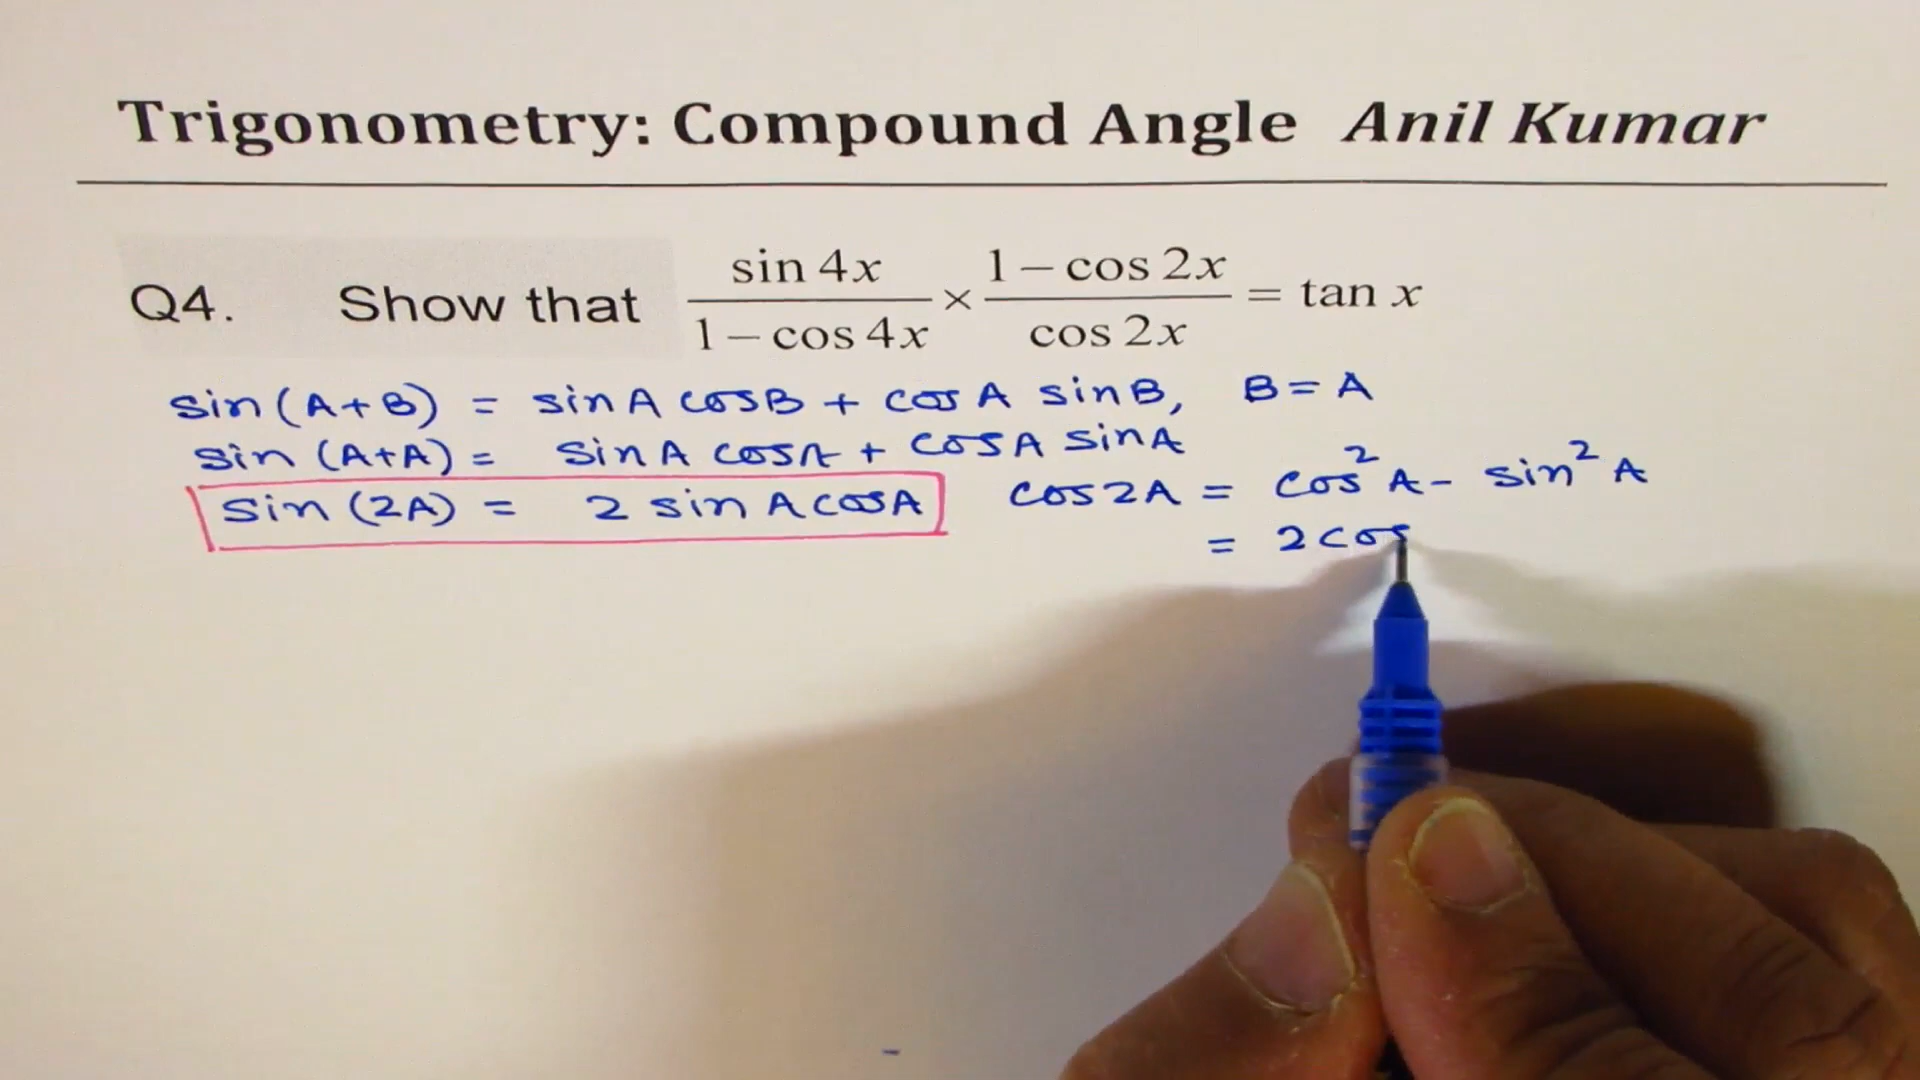 Trigonometry: Compound Angle Anil Kumar
Q4. Show that sin 4x / (1 − cos 4x) × (1 − cos 2x) / cos 2x = tan x
sin (A+B) = sin A cos B + cos A sin B, B = A
sin (A+A) = sin A cos A + cos A sin A
sin (2A) = 2 sin A cos A
cos 2A = cos² A − sin² A
= 2 cos